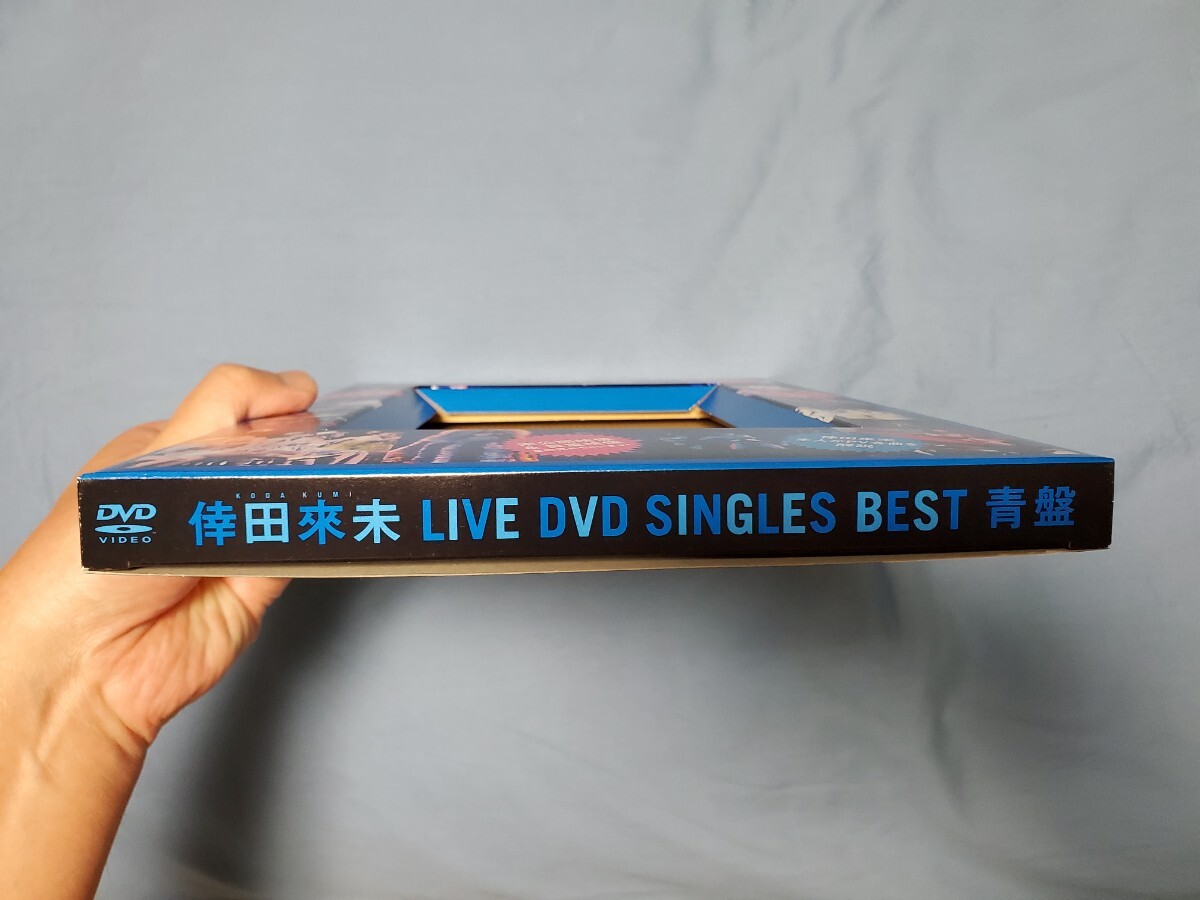 KODA KUMI
DVD
VIDEO
倖田來未 LIVE DVD SINGLES BEST 青盤